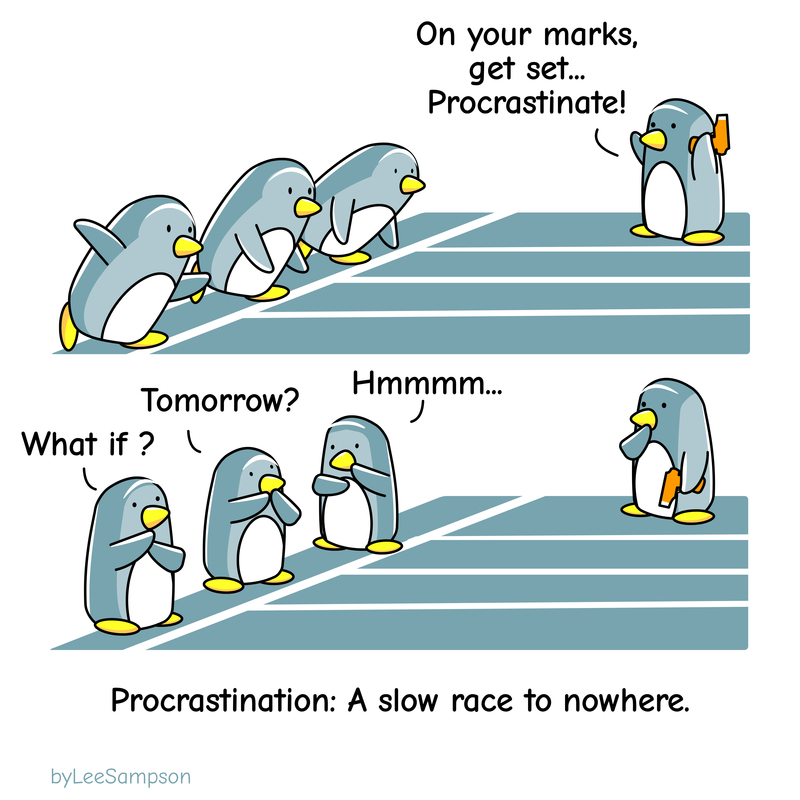 On your marks,
get set...
Procrastinate!
Hmmmm...
Tomorrow?
What if ?
Procrastination: A slow race to nowhere.
byLeeSampson